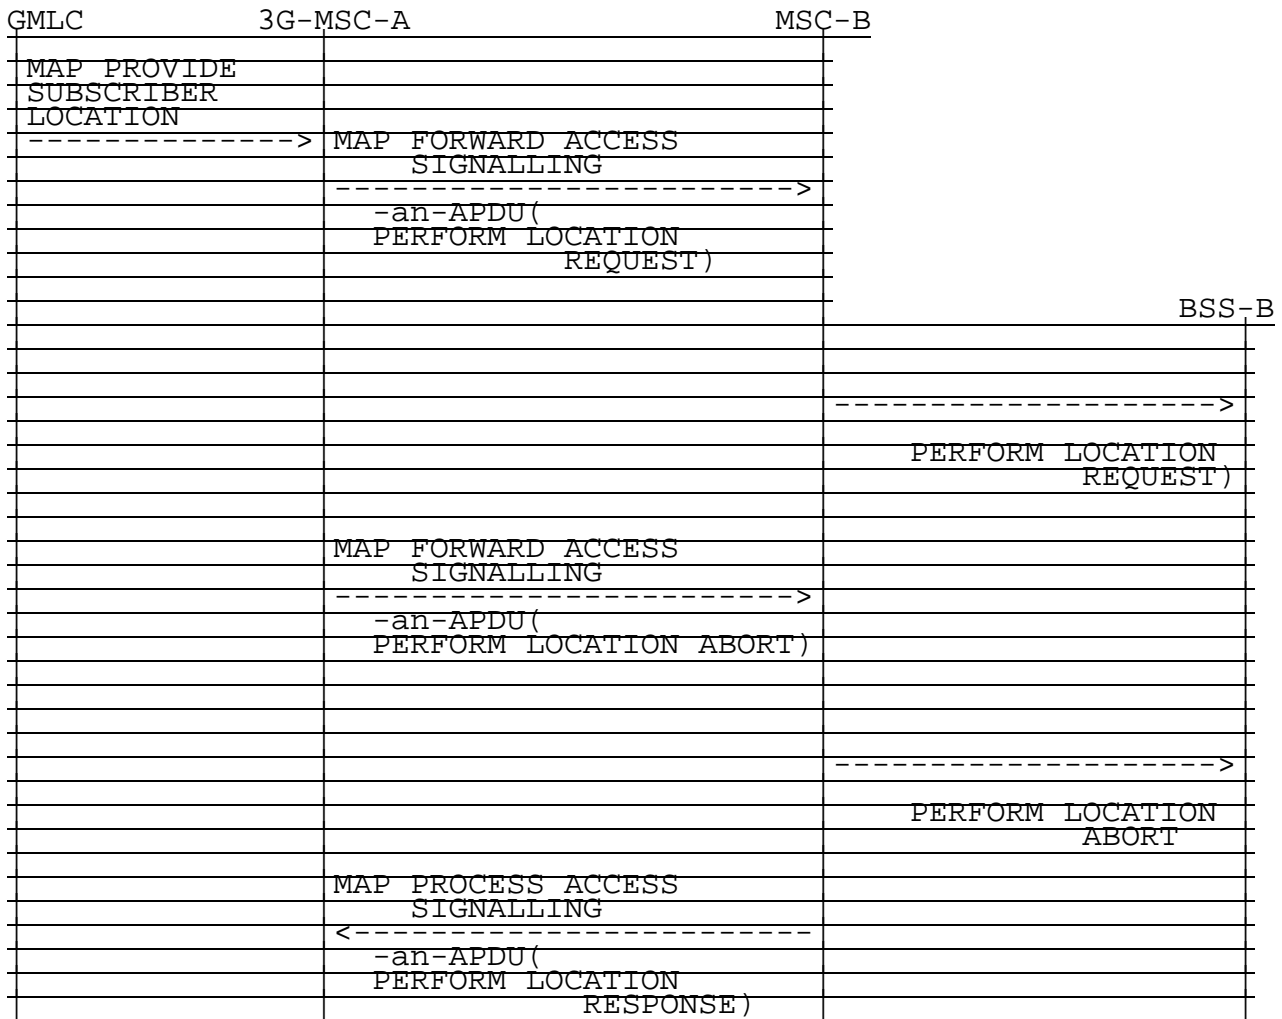 GMLC 3G-MSC-A MSC-B
MAP PROVIDE
SUBSCRIBER
LOCATION
--------------> MAP FORWARD ACCESS
SIGNALLING
------------------------>
-an-APDU(
PERFORM LOCATION
REQUEST)
BSS-B
-------------------->
PERFORM LOCATION
REQUEST)
MAP FORWARD ACCESS
SIGNALLING
------------------------>
-an-APDU(
PERFORM LOCATION ABORT)
-------------------->
PERFORM LOCATION
ABORT
MAP PROCESS ACCESS
SIGNALLING
<------------------------
-an-APDU(
PERFORM LOCATION
RESPONSE)